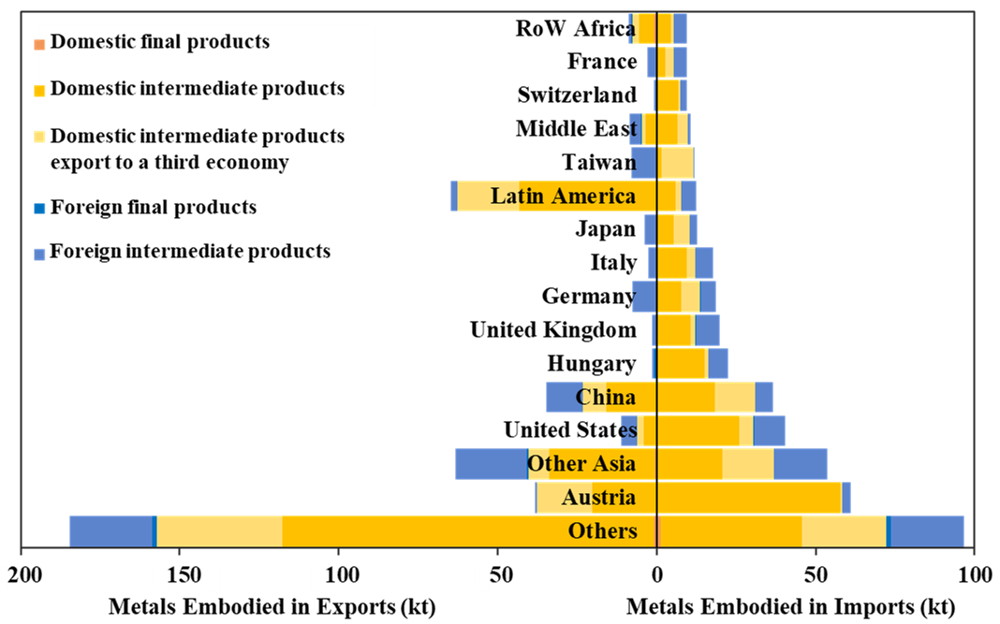 Domestic final products
Domestic intermediate products
Domestic intermediate products
export to a third economy
Foreign final products
Foreign intermediate products
RoW Africa
France
Switzerland
Middle East
Taiwan
Latin America
Japan
Italy
Germany
United Kingdom
Hungary
China
United States
Other Asia
Austria
Others
200 150 100 50 0 50 100
Metals Embodied in Exports (kt) Metals Embodied in Imports (kt)